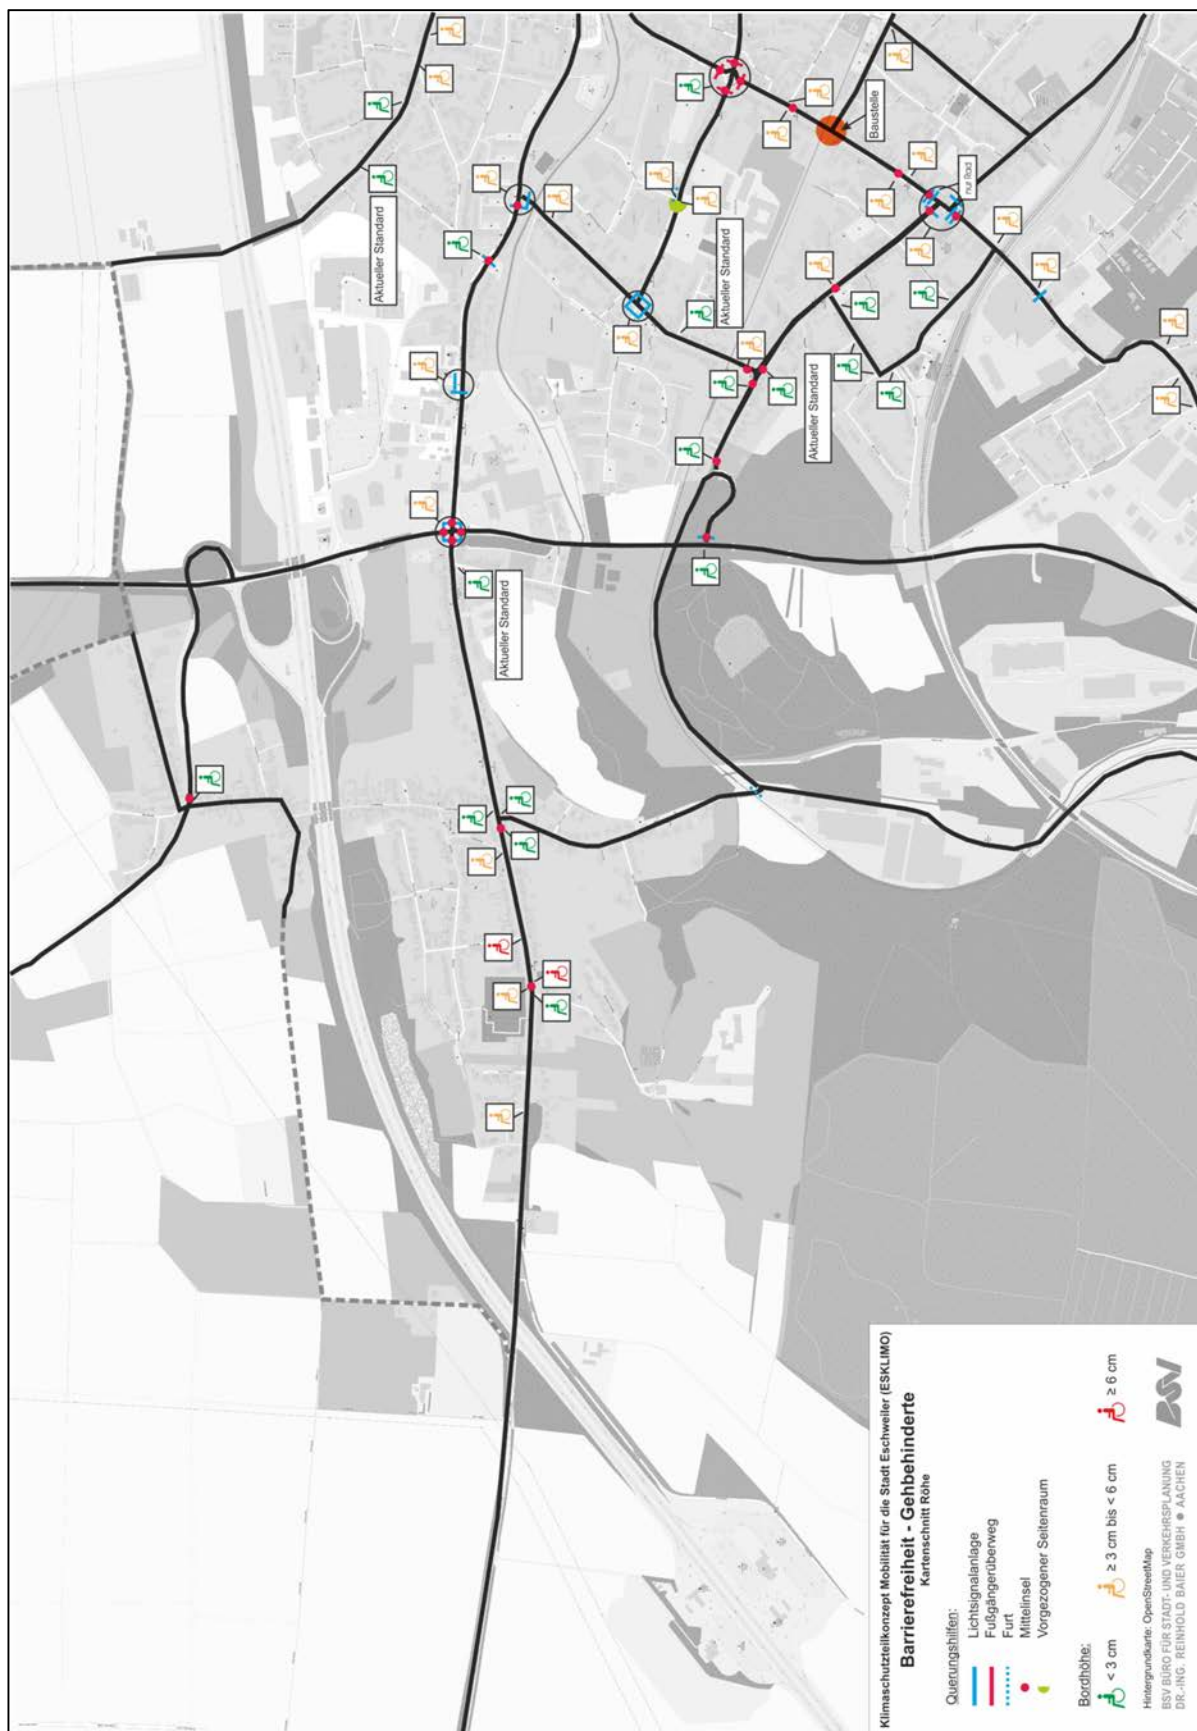 Klimaschutzteilkonzept Mobilität für die Stadt Eschweiler (ESKLIMO)
Barrierefreiheit - Gehbehinderte
Kartenschnitt Röhe
Querungshilfen:
Lichtsignalanlage
Fußgängerüberweg
Furt
Mittelinsel
Vorgezogener Seitenraum
Bordhöhe:
< 3 cm
≥ 3 cm bis < 6 cm
≥ 6 cm
Hintergrundkarte: OpenStreetMap
BSV BÜRO FÜR STADT- UND VERKEHRSPLANUNG
DR.-ING. REINHOLD BAIER GMBH ● AACHEN
BSV
Aktueller Standard
Aktueller Standard
Aktueller Standard
Aktueller Standard
Baustelle
nur Rad